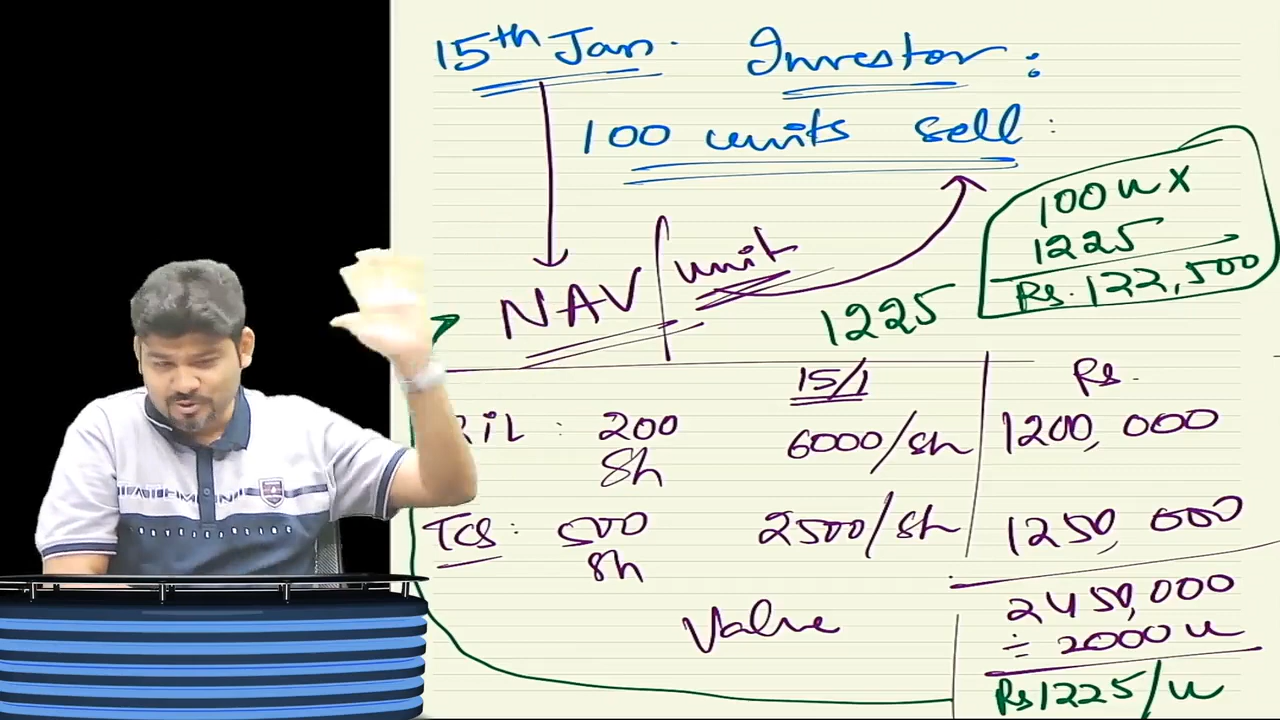 15th Jan. Investor :
100 units sell :
100 u X
1225
Rs. 122,500
NAV / unit
1225
15/1 Rs.
RIL : 200 sh 6000/sh 1200,000
TCS : 500 sh 2500/sh 1250,000
Value 2450,000
÷ 2000 u
Rs 1225/u